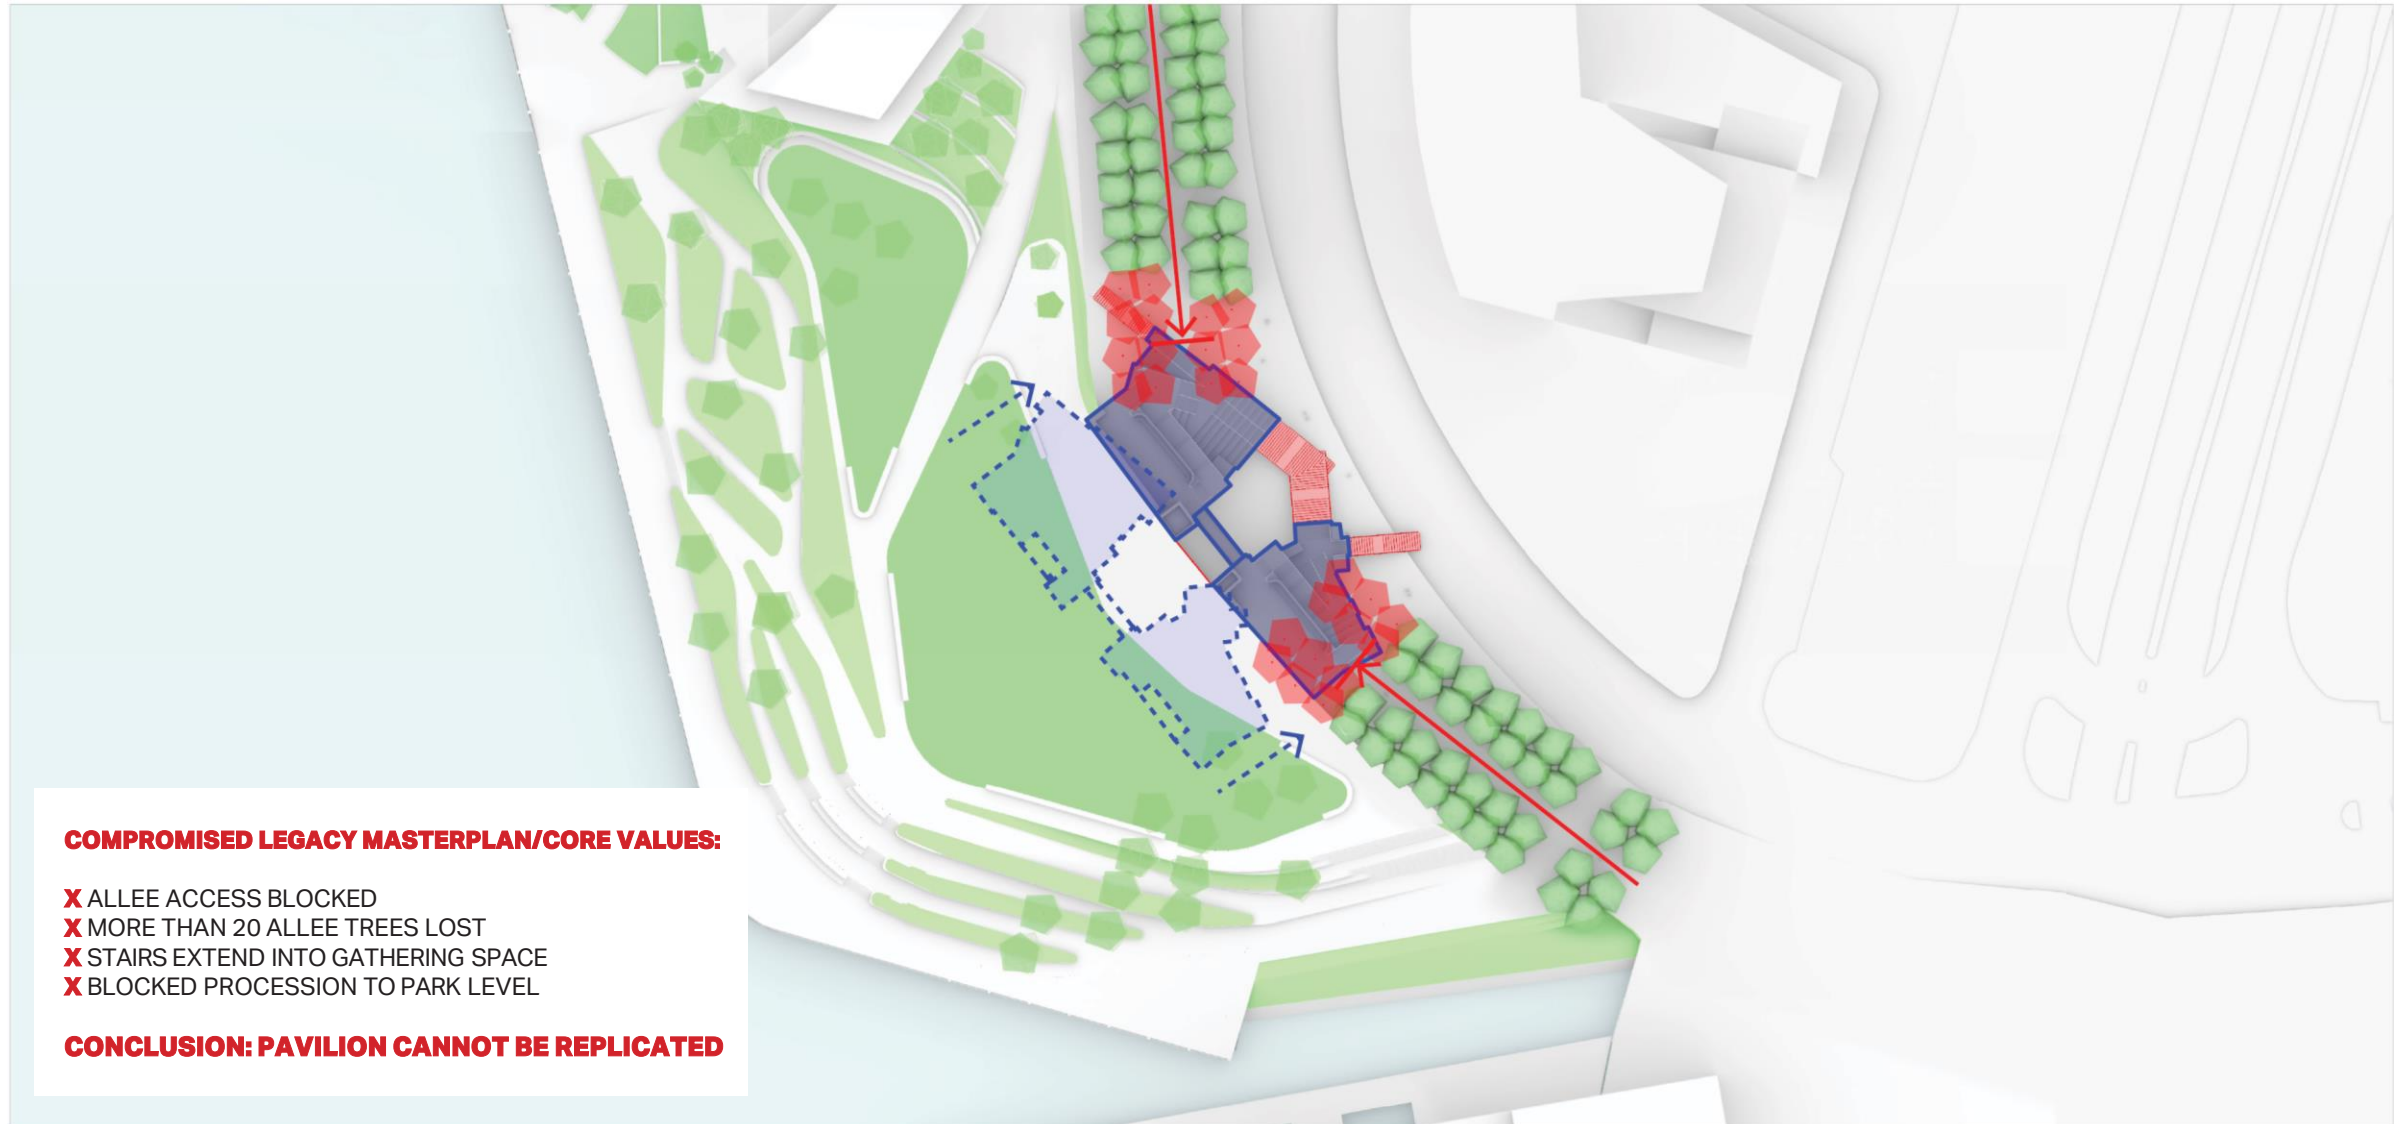 COMPROMISED LEGACY MASTERPLAN/CORE VALUES:
X ALLEE ACCESS BLOCKED
X MORE THAN 20 ALLEE TREES LOST
X STAIRS EXTEND INTO GATHERING SPACE
X BLOCKED PROCESSION TO PARK LEVEL
CONCLUSION: PAVILION CANNOT BE REPLICATED